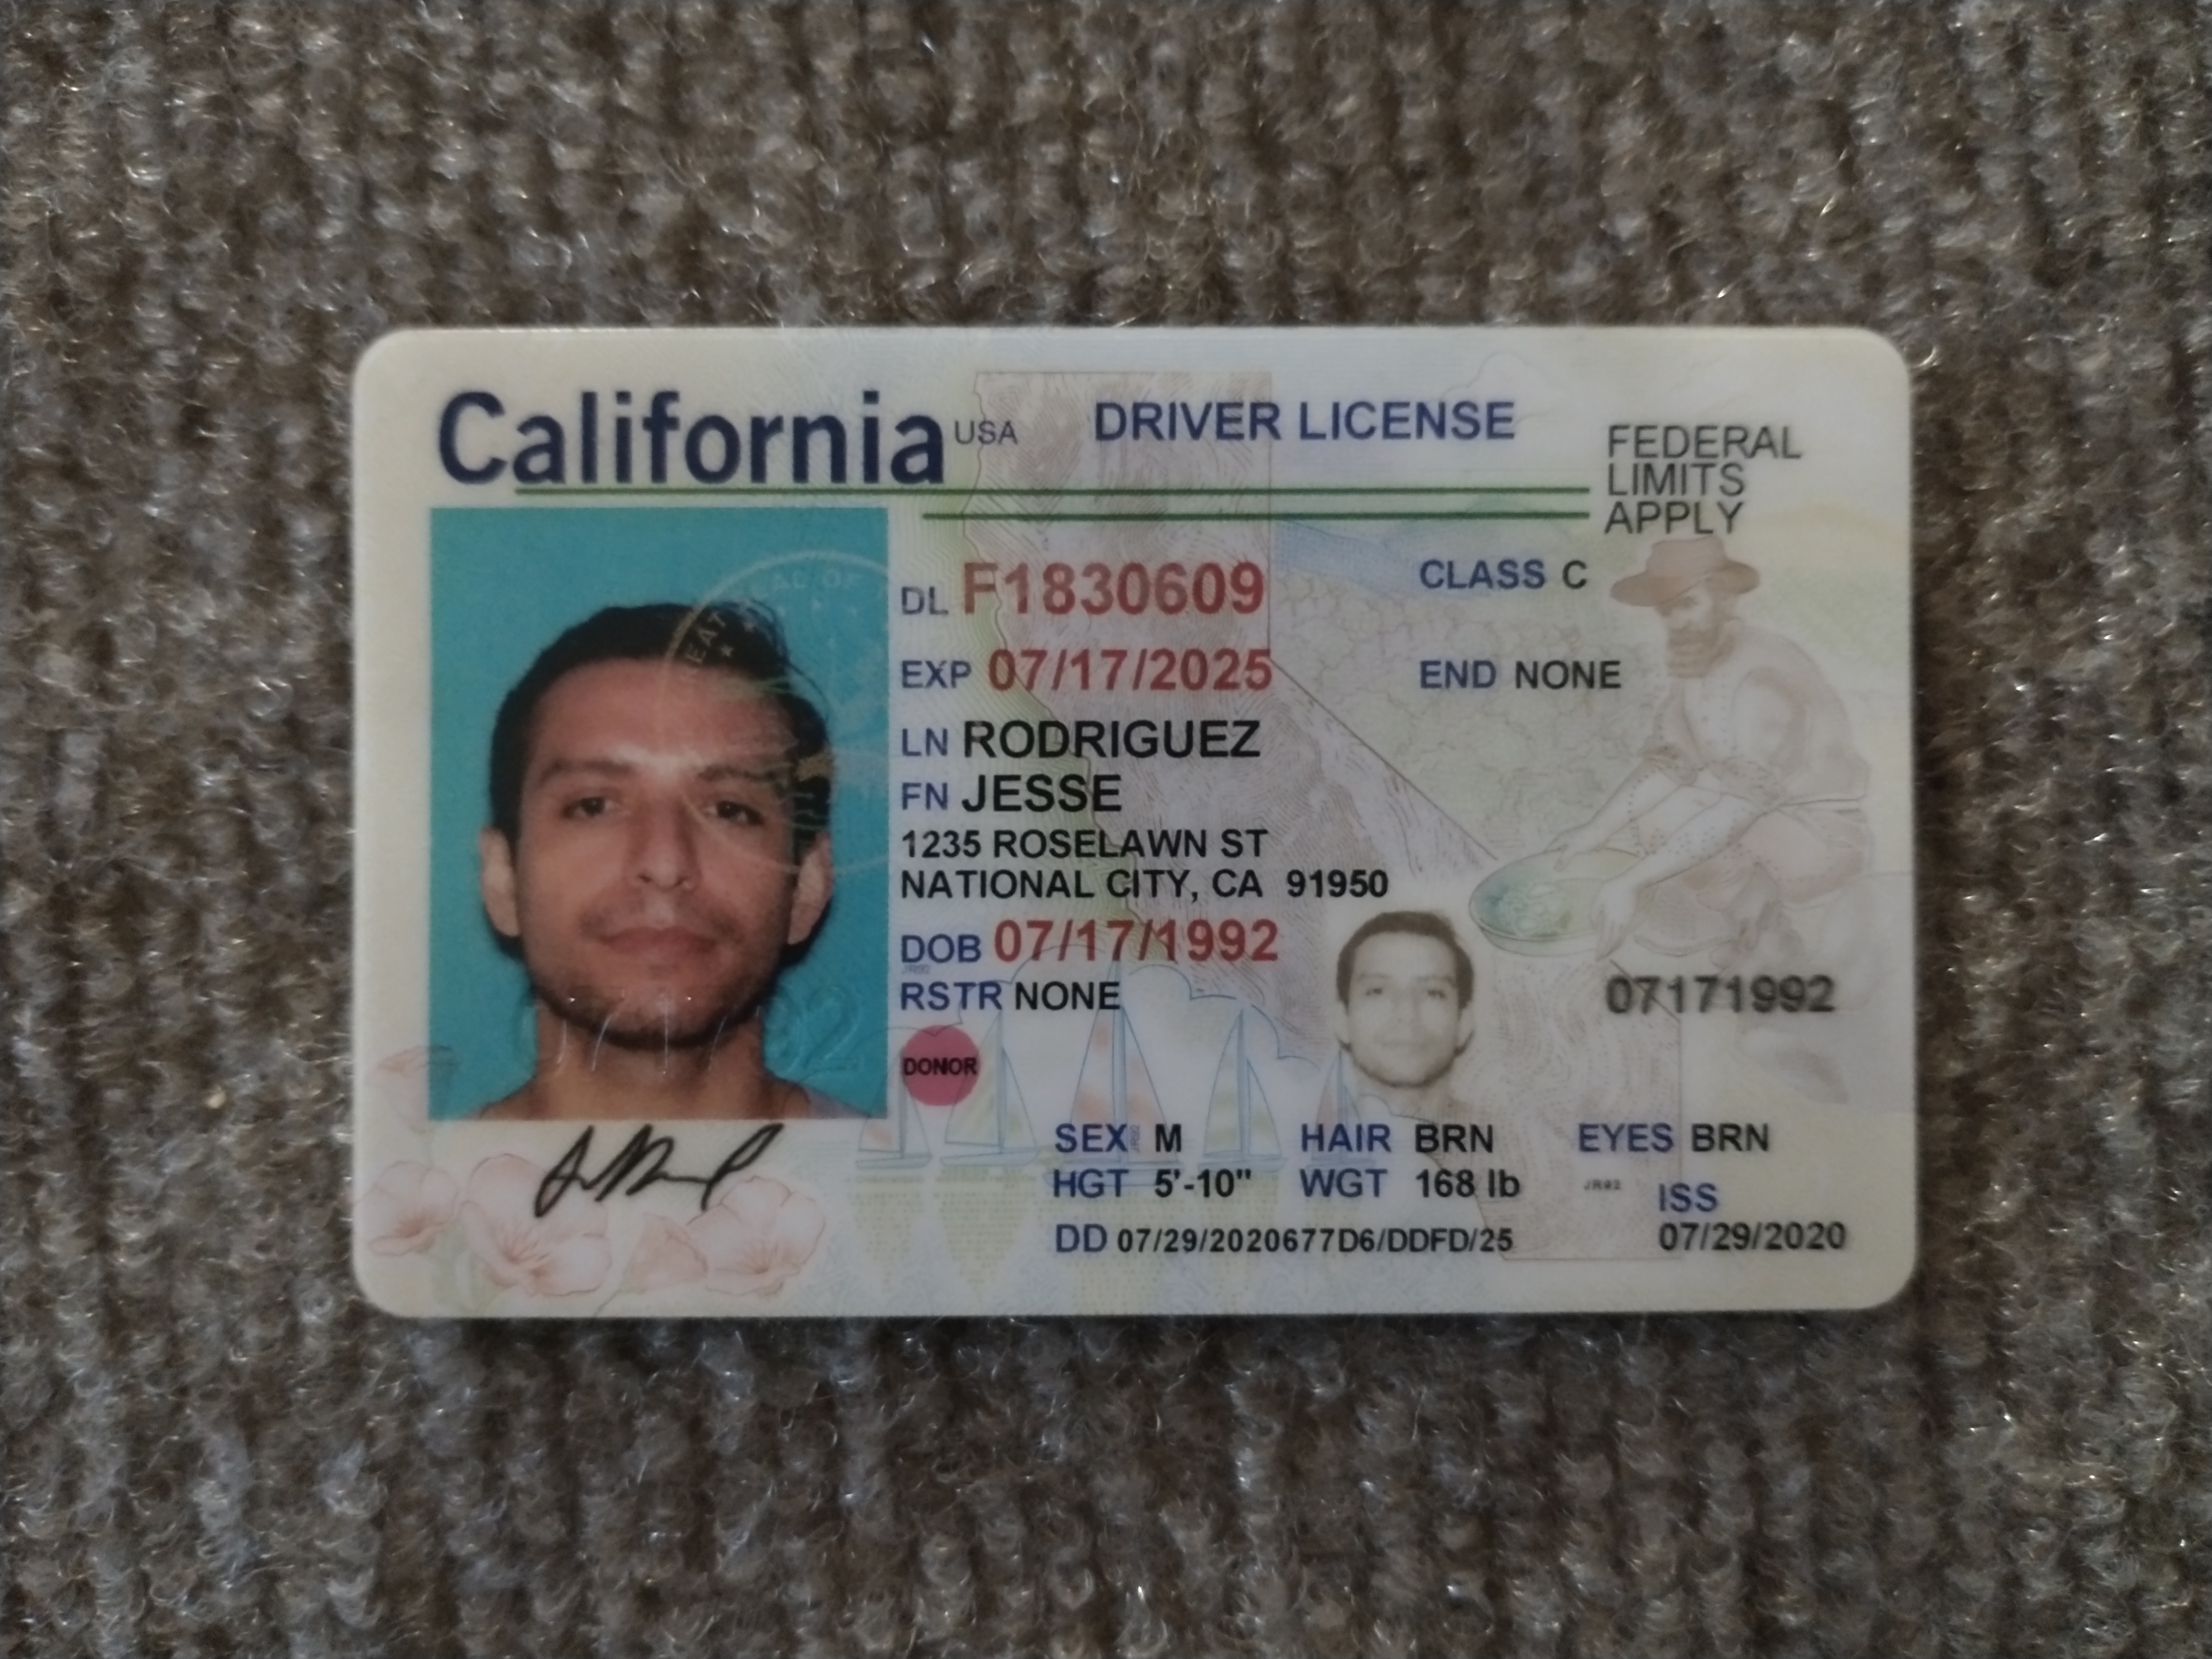 California USA DRIVER LICENSE
FEDERAL
LIMITS
APPLY
DL F1830609
CLASS C
EXP 07/17/2025
END NONE
LN RODRIGUEZ
FN JESSE
1235 ROSELAWN ST
NATIONAL CITY, CA 91950
DOB 07/17/1992
RSTR NONE
07171992
DONOR
SEX M HAIR BRN EYES BRN
HGT 5'-10" WGT 168 lb
JR92
ISS
DD 07/29/2020677D6/DDFD/25
07/29/2020